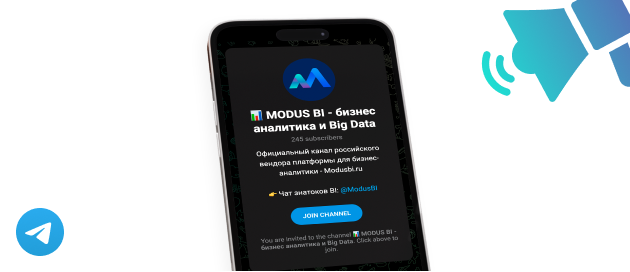 📊 MODUS BI - бизнес
аналитика и Big Data
245 subscribers
Официальный канал российского
вендора платформы для бизнес-
аналитики - Modusbi.ru
👉 Чат знатоков BI: @ModusBI
JOIN CHANNEL
You are invited to the channel 📊 MODUS BI -
бизнес аналитика и Big Data. Click above to
join.